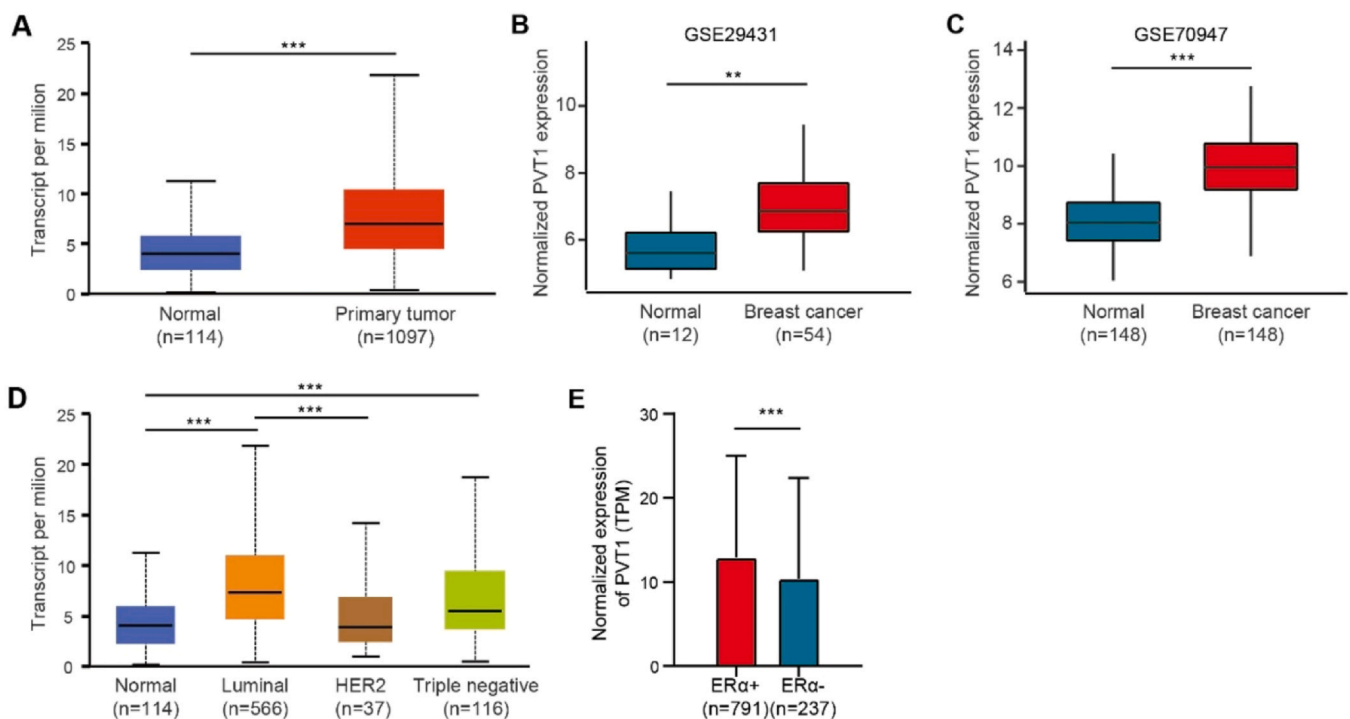 A
Transcript per milion
25
20
15
10
5
0
***
Normal
(n=114)
Primary tumor
(n=1097)
B
GSE29431
Normalized PVT1 expression
10
8
6
**
Normal
(n=12)
Breast cancer
(n=54)
C
GSE70947
Normalized PVT1 expression
14
12
10
8
6
***
Normal
(n=148)
Breast cancer
(n=148)
D
Transcript per milion
25
20
15
10
5
0
***
***
***
Normal
(n=114)
Luminal
(n=566)
HER2
(n=37)
Triple negative
(n=116)
E
Normalized expression
of PVT1 (TPM)
30
20
10
0
***
ERα+
(n=791)
ERα-
(n=237)